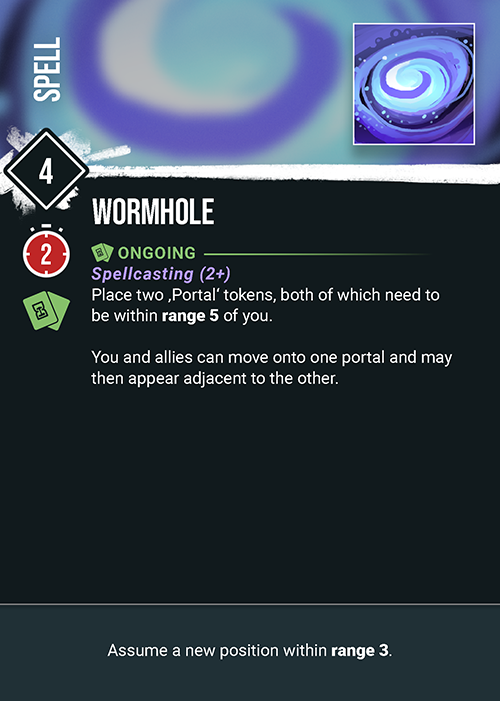 SPELL
4
WORMHOLE
2
ONGOING
Spellcasting (2+)
Place two ‚Portal‘ tokens, both of which need to
be within range 5 of you.
You and allies can move onto one portal and may
then appear adjacent to the other.
Assume a new position within range 3.